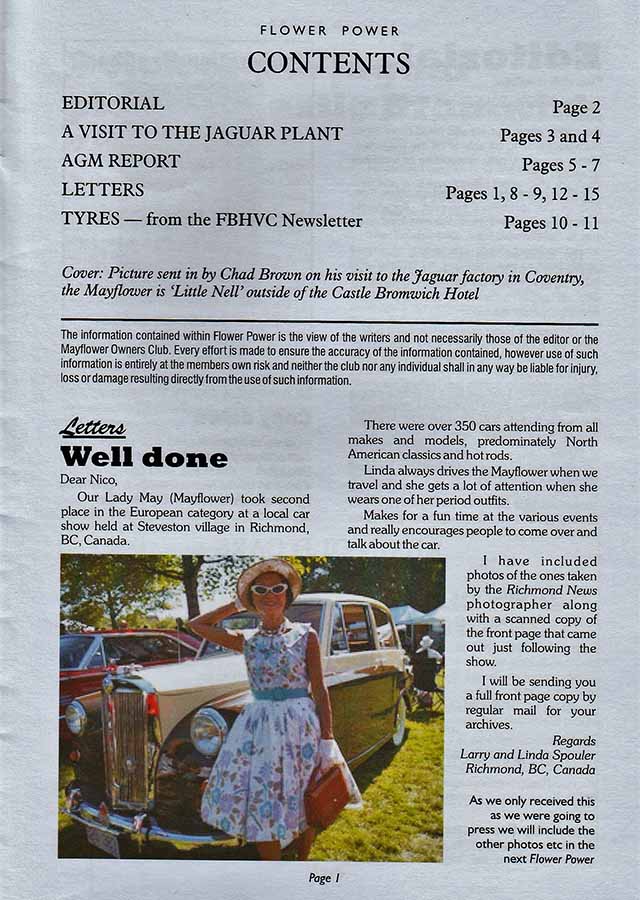 FLOWER POWER
CONTENTS
EDITORIAL Page 2
A VISIT TO THE JAGUAR PLANT Pages 3 and 4
AGM REPORT Pages 5 - 7
LETTERS Pages 1, 8 - 9, 12 - 15
TYRES — from the FBHVC Newsletter Pages 10 - 11
Cover: Picture sent in by Chad Brown on his visit to the Jaguar factory in Coventry,
the Mayflower is ‘Little Nell’ outside of the Castle Bromwich Hotel
The information contained within Flower Power is the view of the writers and not necessarily those of the editor or the
Mayflower Owners Club. Every effort is made to ensure the accuracy of the information contained, however use of such
information is entirely at the members own risk and neither the club nor any individual shall in any way be liable for injury,
loss or damage resulting directly from the use of such information.
Letters
Well done
Dear Nico,
Our Lady May (Mayflower) took second
place in the European category at a local car
show held at Steveston village in Richmond,
BC, Canada.
There were over 350 cars attending from all
makes and models, predominately North
American classics and hot rods.
Linda always drives the Mayflower when we
travel and she gets a lot of attention when she
wears one of her period outfits.
Makes for a fun time at the various events
and really encourages people to come over and
talk about the car.
I have included
photos of the ones taken
by the Richmond News
photographer along
with a scanned copy of
the front page that came
out just following the
show.
I will be sending you
a full front page copy by
regular mail for your
archives.
Regards
Larry and Linda Spouler
Richmond, BC, Canada
As we only received this
as we were going to
press we will include the
other photos etc in the
next Flower Power
Page 1